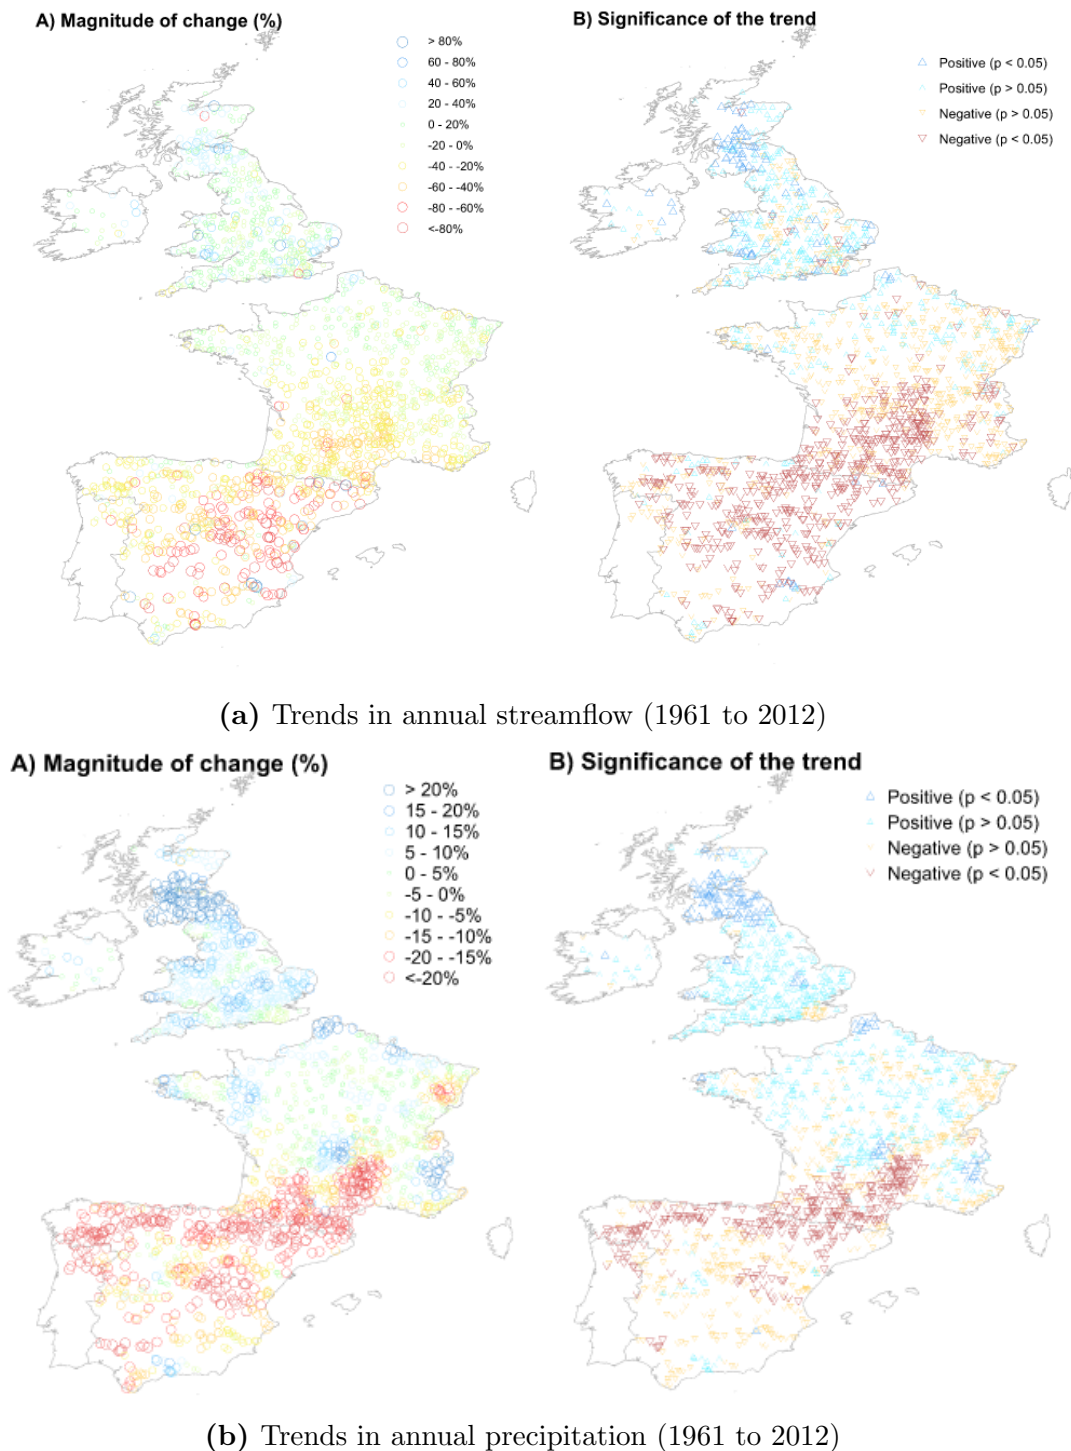 A) Magnitude of change (%)
> 80%
60 - 80%
40 - 60%
20 - 40%
0 - 20%
-20 - 0%
-40 - -20%
-60 - -40%
-80 - -60%
<-80%
B) Significance of the trend
Positive (p < 0.05)
Positive (p > 0.05)
Negative (p > 0.05)
Negative (p < 0.05)
(a) Trends in annual streamflow (1961 to 2012)
A) Magnitude of change (%)
> 20%
15 - 20%
10 - 15%
5 - 10%
0 - 5%
-5 - 0%
-10 - -5%
-15 - -10%
-20 - -15%
<-20%
B) Significance of the trend
Positive (p < 0.05)
Positive (p > 0.05)
Negative (p > 0.05)
Negative (p < 0.05)
(b) Trends in annual precipitation (1961 to 2012)